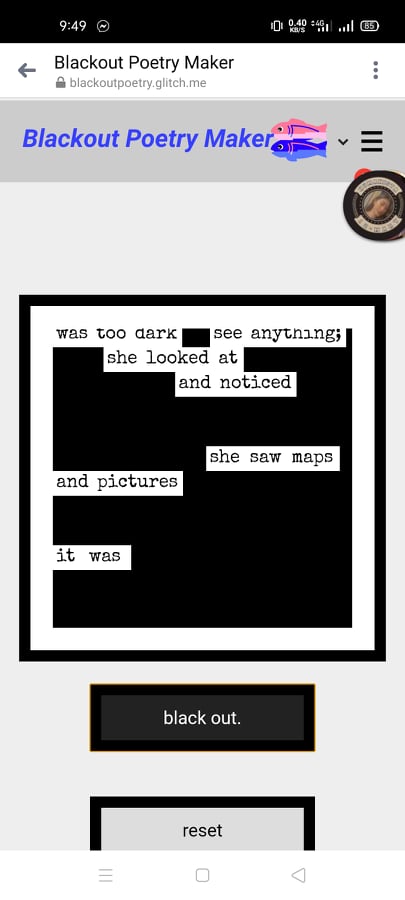 9:49
0.40 KB/S 4G 85
Blackout Poetry Maker
blackoutpoetry.glitch.me
Blackout Poetry Maker
was too dark see anything;
she looked at
and noticed
she saw maps
and pictures
it was
black out.
reset